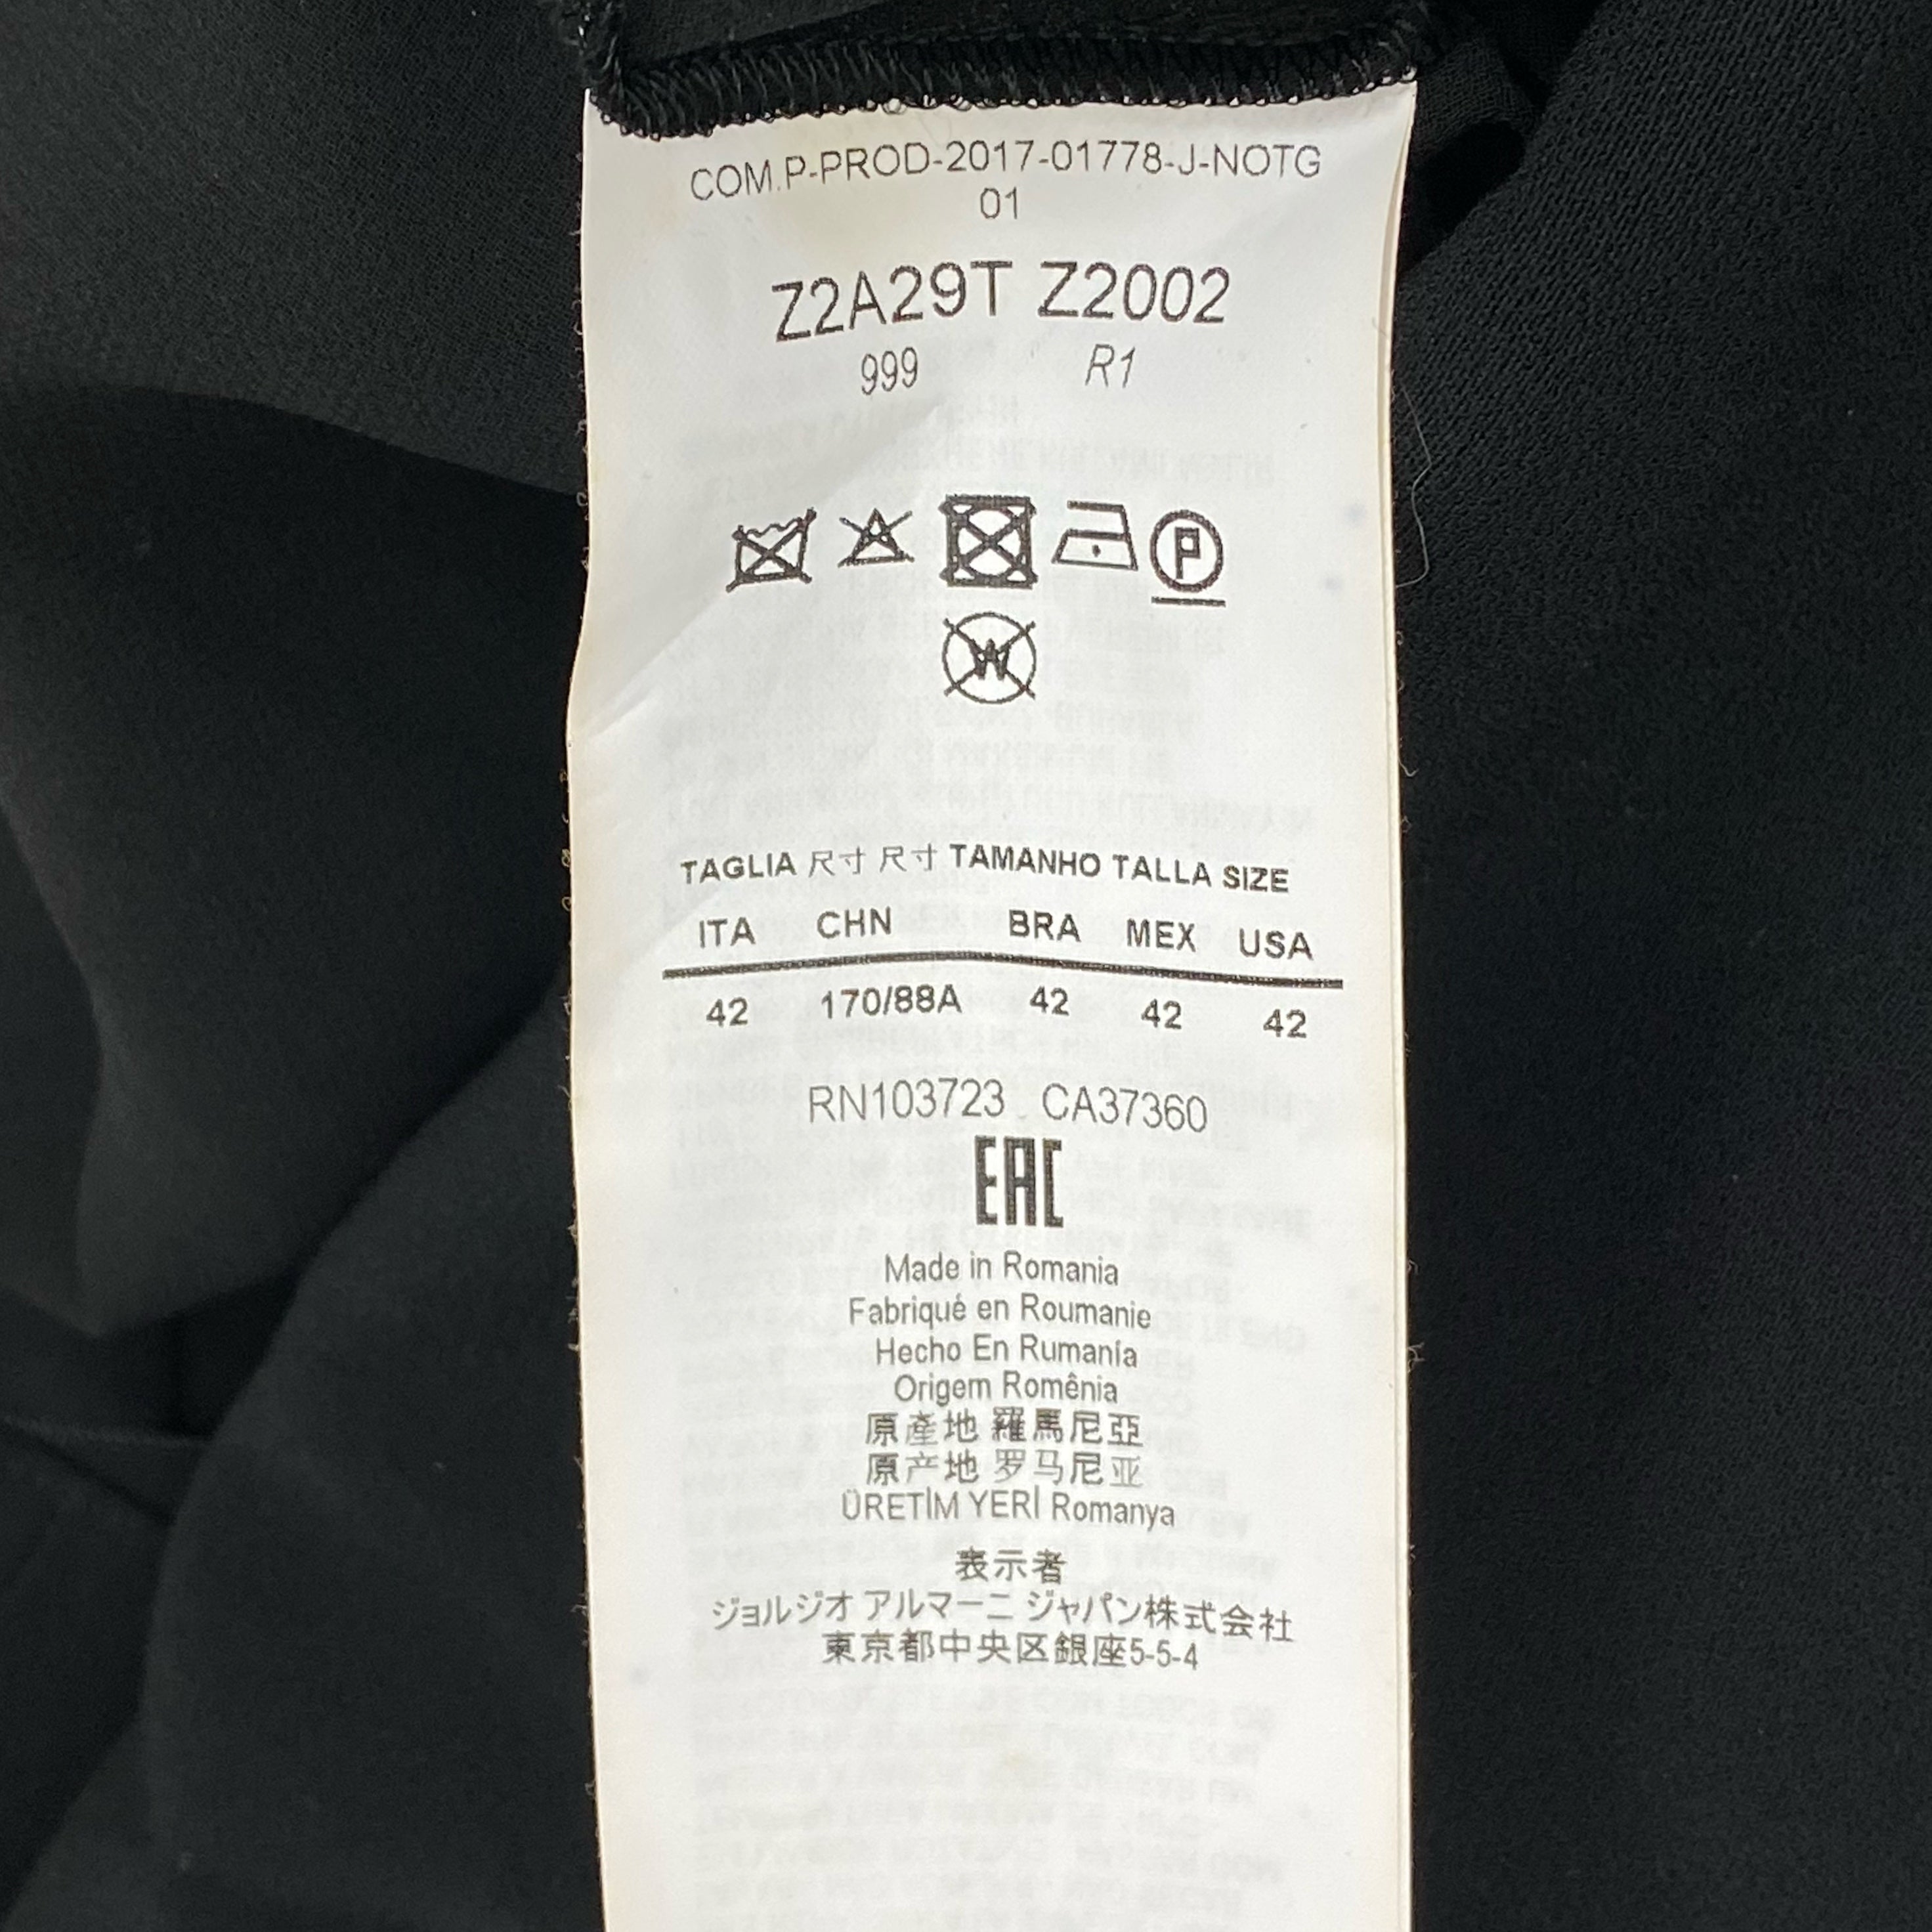 COM.P-PROD-2017-01778-J-NOTG
01
Z2A29T Z2002
999 R1
P
W
TAGLIA 尺寸 尺寸 TAMANHO TALLA SIZE
ITA CHN BRA MEX USA
42 170/88A 42 42 42
RN103723 CA37360
EAC
Made in Romania
Fabriqué en Roumanie
Hecho En Rumanía
Origem Romênia
原產地 羅馬尼亞
原产地 罗马尼亚
ÜRETİM YERİ Romanya
表示者
ジョルジオ アルマーニ ジャパン株式会社
東京都中央区銀座5-5-4